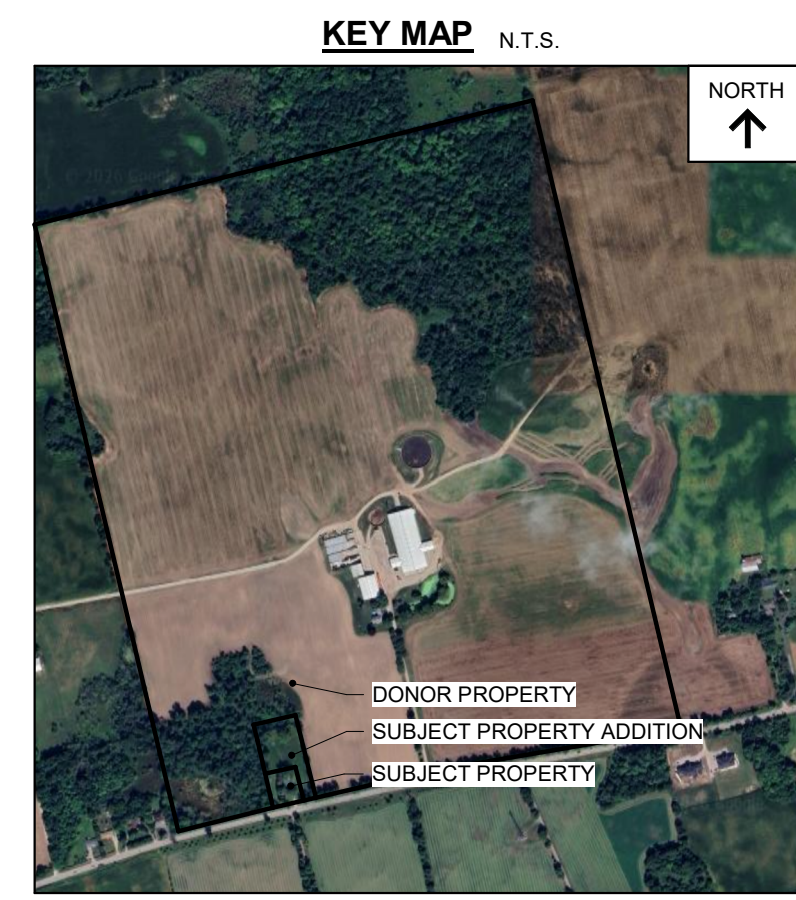 KEY MAP N.T.S.
NORTH
DONOR PROPERTY
SUBJECT PROPERTY ADDITION
SUBJECT PROPERTY